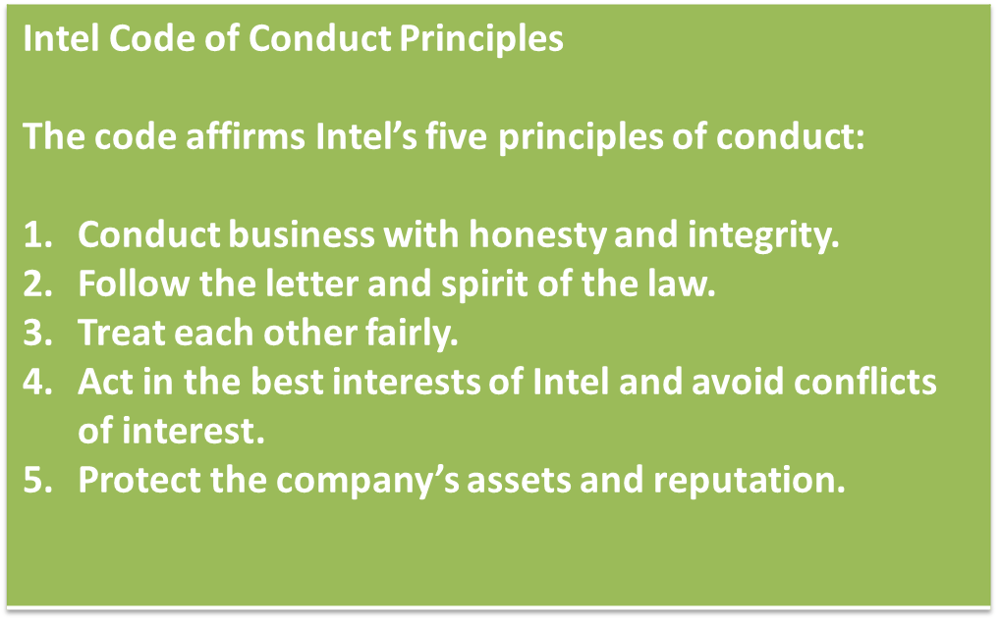 Intel Code of Conduct Principles
The code affirms Intel’s five principles of conduct:
1. Conduct business with honesty and integrity.
2. Follow the letter and spirit of the law.
3. Treat each other fairly.
4. Act in the best interests of Intel and avoid conflicts
of interest.
5. Protect the company’s assets and reputation.